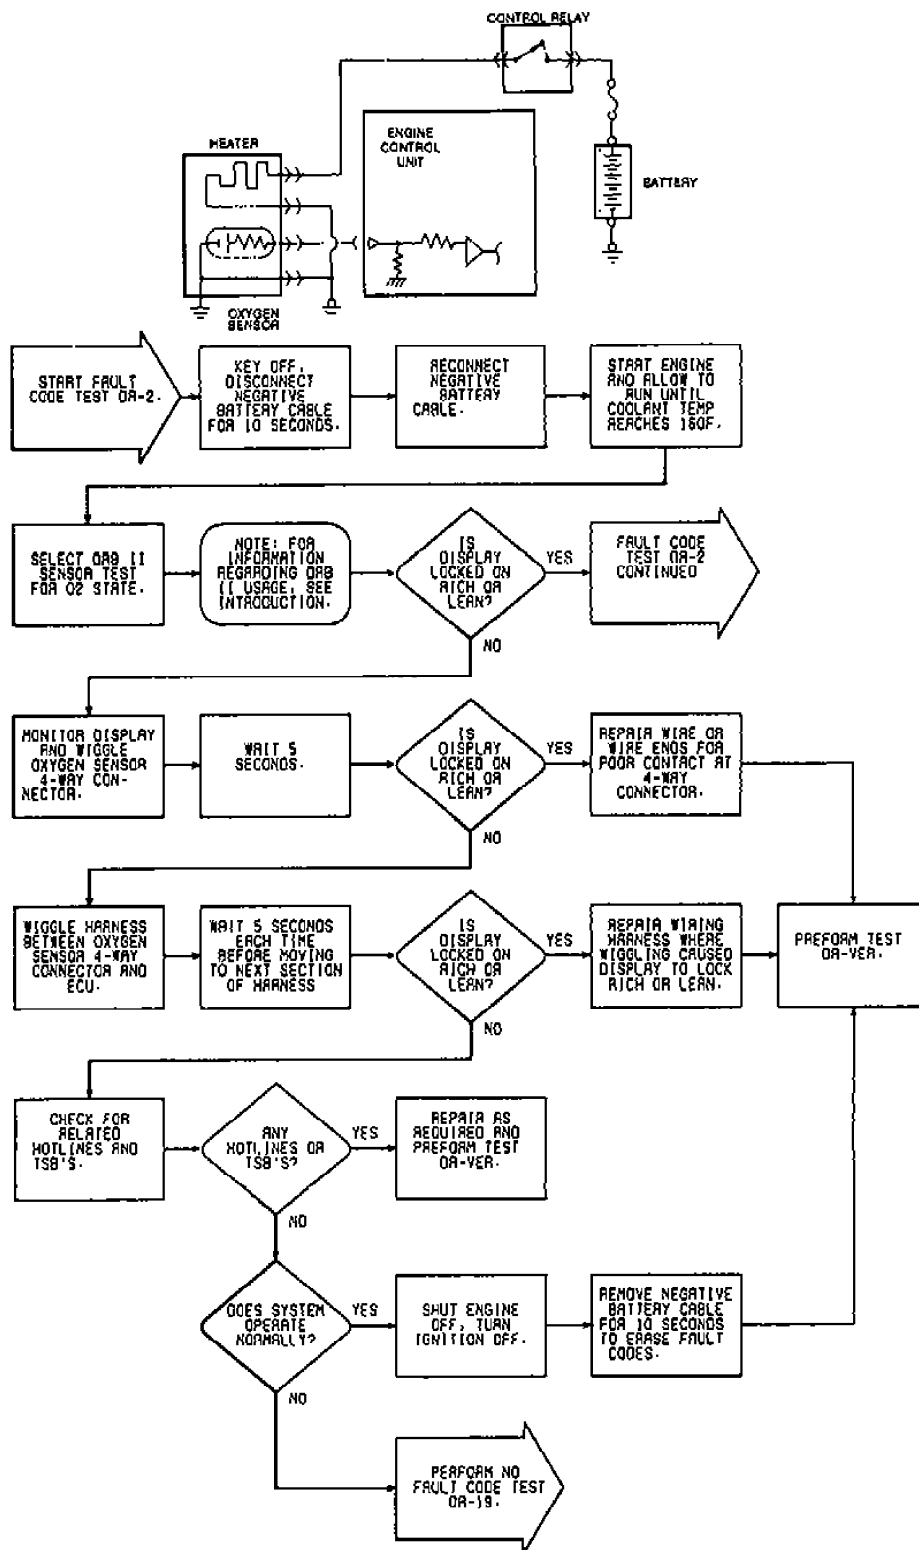 CONTROL RELAY
HEATER
ENGINE
CONTROL
UNIT
BATTERY
OXYGEN
SENSOR
START FAULT
CODE TEST DR-2.
KEY OFF,
DISCONNECT
NEGATIVE
BATTERY CABLE
FOR 10 SECONDS.
RECONNECT
NEGATIVE
BATTERY
CABLE.
START ENGINE
AND ALLOW TO
RUN UNTIL
COOLANT TEMP
REACHES 160F.
SELECT DRB II
SENSOR TEST
FOR O2 STATE.
NOTE: FOR
INFORMATION
REGARDING DRB
II USAGE, SEE
INTRODUCTION.
IS
DISPLAY
LOCKED ON
RICH OR
LEAN?
YES
NO
FAULT CODE
TEST DR-2
CONTINUED
MONITOR DISPLAY
AND WIGGLE
OXYGEN SENSOR
4-WAY CON-
NECTOR.
WAIT 5
SECONDS.
IS
DISPLAY
LOCKED ON
RICH OR
LEAN?
YES
NO
REPAIR WIRE OR
WIRE ENDS FOR
POOR CONTACT AT
4-WAY
CONNECTOR.
WIGGLE HARNESS
BETWEEN OXYGEN
SENSOR 4-WAY
CONNECTOR AND
ECU.
WAIT 5 SECONDS
EACH TIME
BEFORE MOVING
TO NEXT SECTION
OF HARNESS
IS
DISPLAY
LOCKED ON
RICH OR
LEAN?
YES
NO
REPAIR WIRING
HARNESS WHERE
WIGGLING CAUSED
DISPLAY TO LOCK
RICH OR LEAN.
PREFORM TEST
DR-VER.
CHECK FOR
RELATED
HOTLINES AND
TSB'S.
ANY
HOTLINES OR
TSB'S?
YES
NO
REPAIR AS
REQUIRED AND
PREFORM TEST
DR-VER.
DOES SYSTEM
OPERATE
NORMALLY?
YES
NO
SHUT ENGINE
OFF, TURN
IGNITION OFF.
REMOVE NEGATIVE
BATTERY CABLE
FOR 10 SECONDS
TO ERASE FAULT
CODES.
PERFORM NO
FAULT CODE TEST
DR-19.